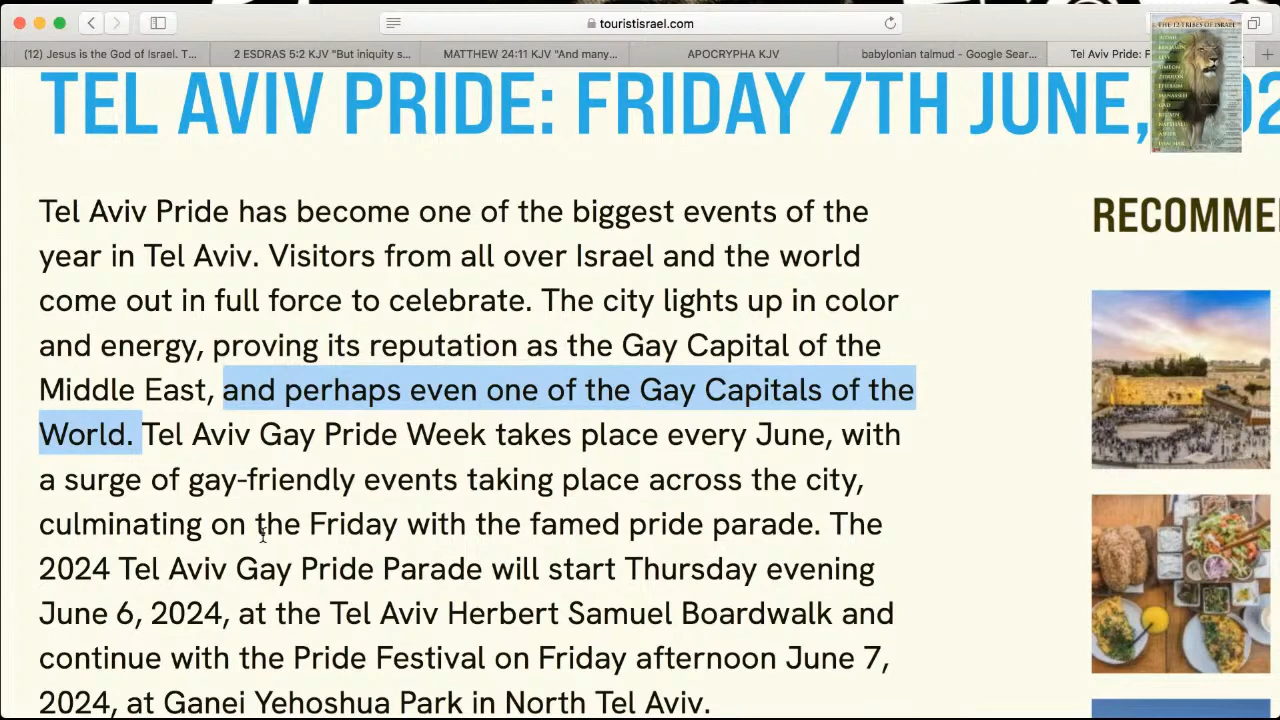 touristisrael.com
(12) Jesus is the God of Israel. T...
2 ESDRAS 5:2 KJV "But iniquity s...
MATTHEW 24:11 KJV "And many...
APOCRYPHA KJV
babylonian talmud - Google Sear...
Tel Aviv Pride: F
THE 12 TRIBES OF ISRAEL
TEL AVIV PRIDE: FRIDAY 7TH JUNE,
Tel Aviv Pride has become one of the biggest events of the
year in Tel Aviv. Visitors from all over Israel and the world
come out in full force to celebrate. The city lights up in color
and energy, proving its reputation as the Gay Capital of the
Middle East, and perhaps even one of the Gay Capitals of the
World. Tel Aviv Gay Pride Week takes place every June, with
a surge of gay-friendly events taking place across the city,
culminating on the Friday with the famed pride parade. The
2024 Tel Aviv Gay Pride Parade will start Thursday evening
June 6, 2024, at the Tel Aviv Herbert Samuel Boardwalk and
continue with the Pride Festival on Friday afternoon June 7,
2024, at Ganei Yehoshua Park in North Tel Aviv.
RECOMME